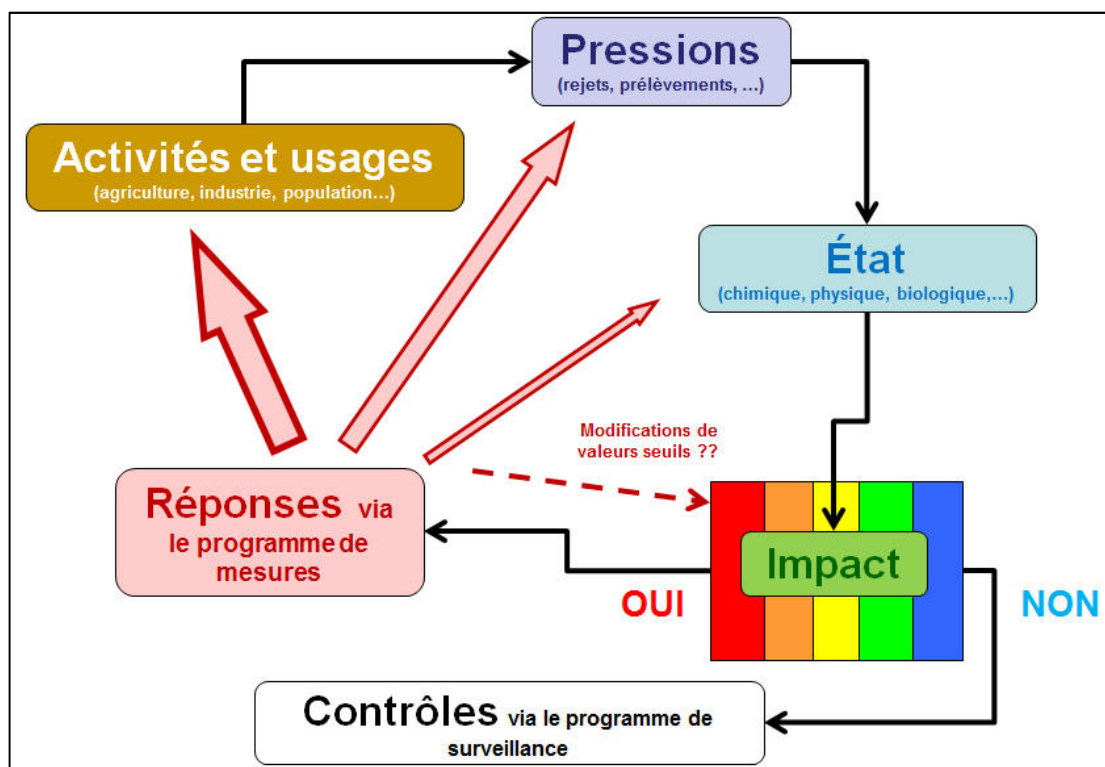 Pressions
(rejets, prélèvements, ...)
Activités et usages
(agriculture, industrie, population...)
État
(chimique, physique, biologique,...)
Modifications de
valeurs seuils ??
Réponses via
le programme de
mesures
Impact
OUI
NON
Contrôles via le programme de
surveillance